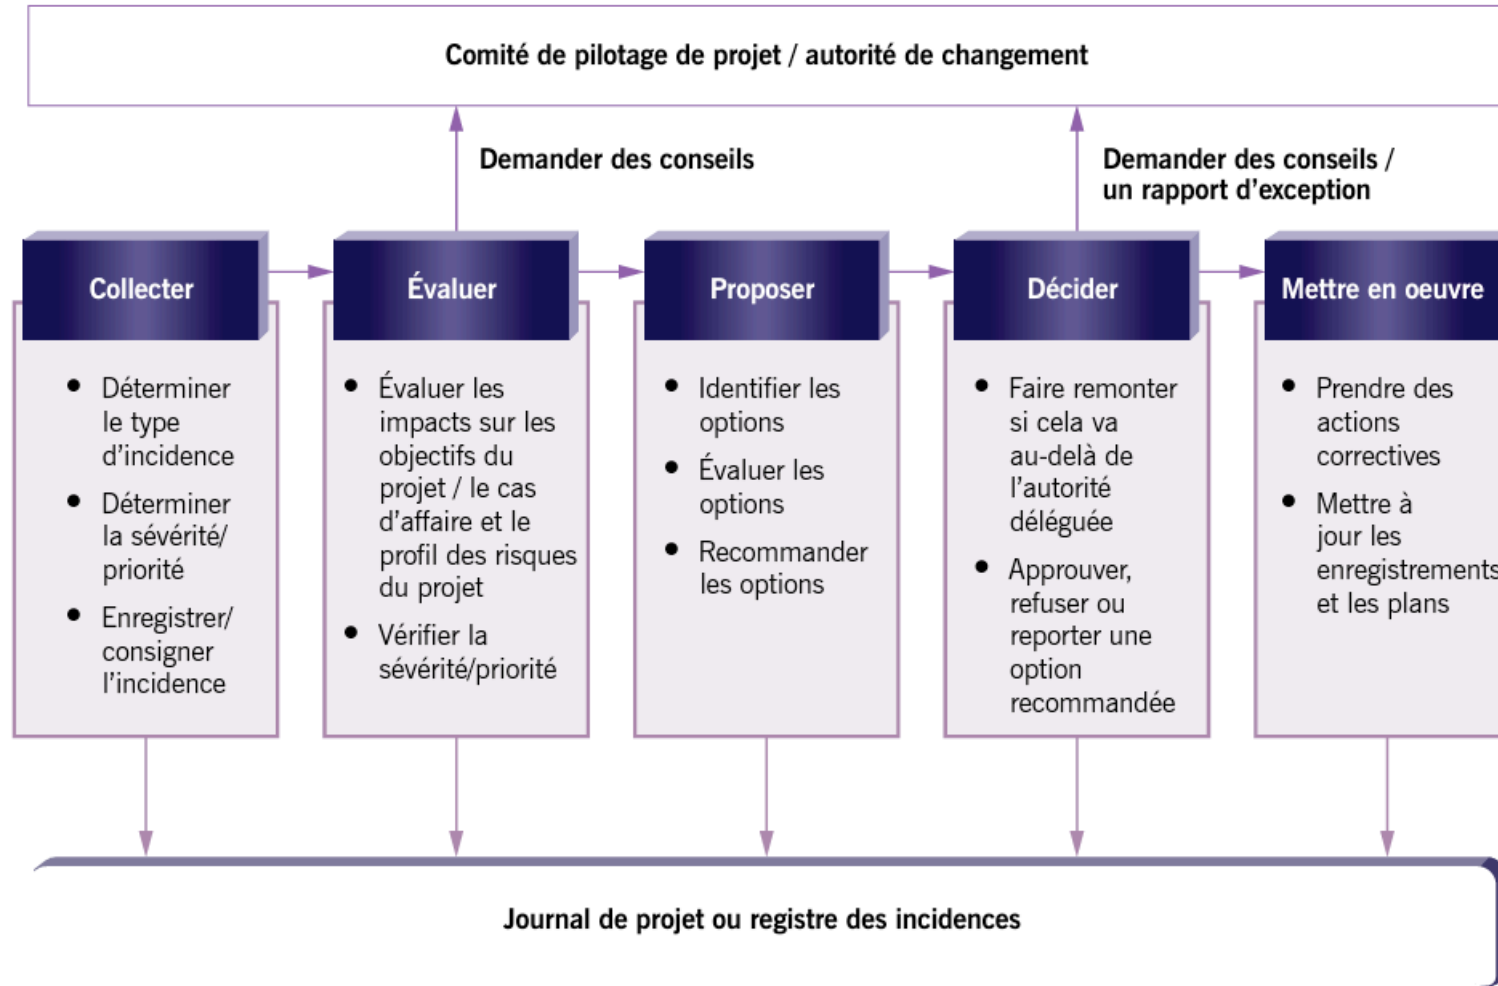 Comité de pilotage de projet / autorité de changement
Demander des conseils
Demander des conseils /
un rapport d’exception
Collecter
Évaluer
Proposer
Décider
Mettre en oeuvre
• Déterminer
le type
d’incidence
• Déterminer
la sévérité/
priorité
• Enregistrer/
consigner
l’incidence
• Évaluer les
impacts sur les
objectifs du
projet / le cas
d’affaire et le
profil des risques
du projet
• Vérifier la
sévérité/priorité
• Identifier les
options
• Évaluer les
options
• Recommander
les options
• Faire remonter
si cela va
au-delà de
l’autorité
déléguée
• Approuver,
refuser ou
reporter une
option
recommandée
• Prendre des
actions
correctives
• Mettre à
jour les
enregistrements
et les plans
Journal de projet ou registre des incidences